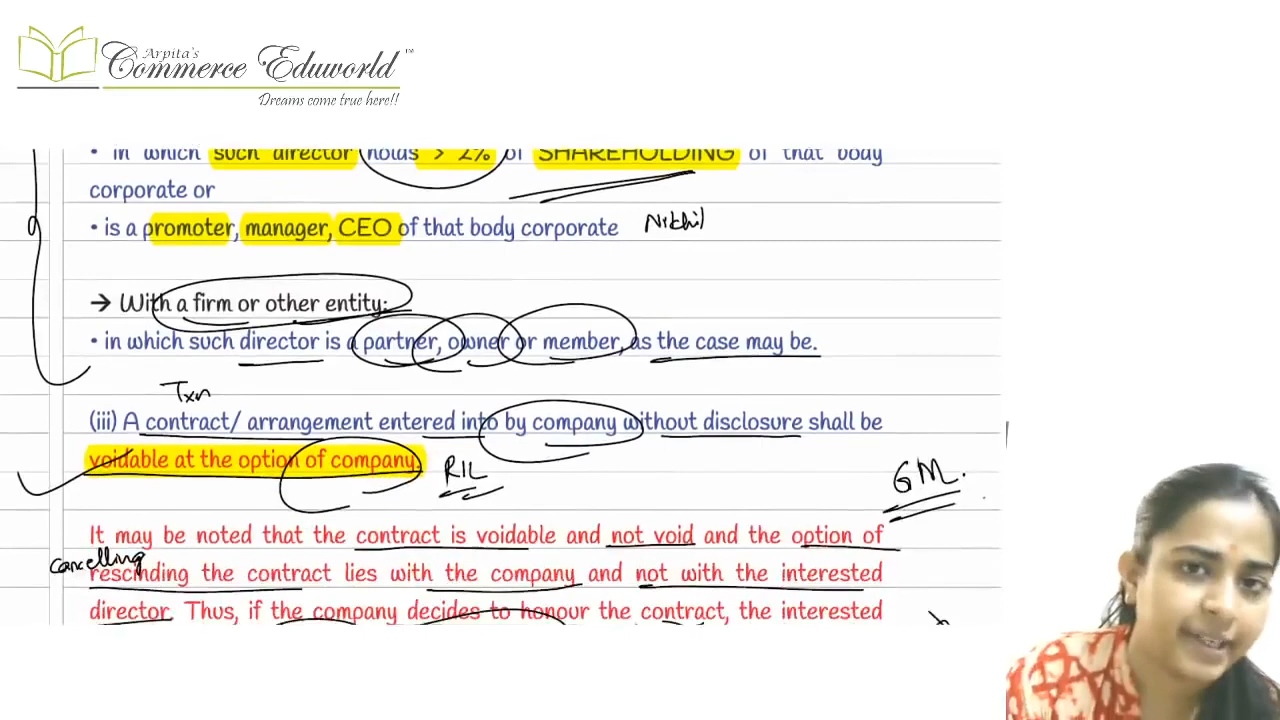 Arpita's
Commerce Eduworld™
Dreams come true here!!
• in which such director holds > 2% of SHAREHOLDING of that body
corporate or
• is a promoter, manager, CEO of that body corporate Nikhil
→ With a firm or other entity:
• in which such director is a partner, owner or member, as the case may be.
Txn
(iii) A contract/ arrangement entered into by company without disclosure shall be
voidable at the option of company. RIL
GM.
It may be noted that the contract is voidable and not void and the option of
Cancelling
rescinding the contract lies with the company and not with the interested
director. Thus, if the company decides to honour the contract, the interested